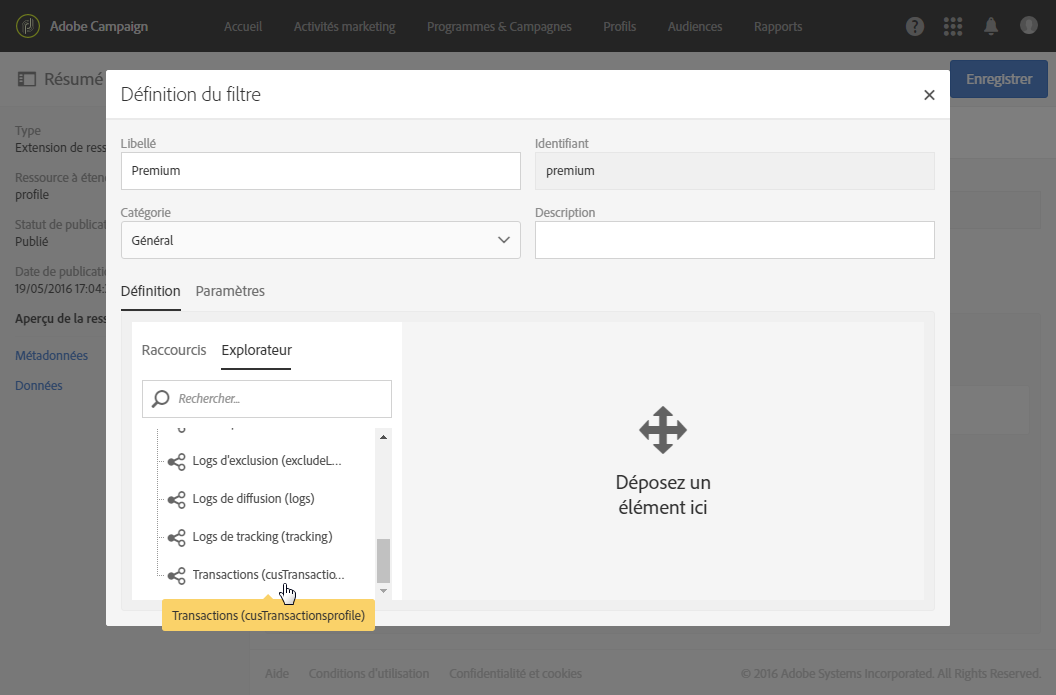 Adobe Campaign
Accueil
Activités marketing
Programmes & Campagnes
Profils
Audiences
Rapports
Résumé
Enregistrer
Définition du filtre
Type
Extension de ress
Ressource à éten
profile
Statut de publicat
Publié
Date de publicati
19/05/2016 17:04:
Aperçu de la ress
Métadonnées
Données
Libellé
Premium
Identifiant
premium
Catégorie
Général
Description
Définition
Paramètres
Raccourcis
Explorateur
Rechercher...
Logs d'exclusion (excludeL...
Logs de diffusion (logs)
Logs de tracking (tracking)
Transactions (cusTransactio...
Transactions (cusTransactionsprofile)
Déposez un
élément ici
Aide
Conditions d'utilisation
Confidentialité et cookies
© 2016 Adobe Systems Incorporated. All Rights Reserved.